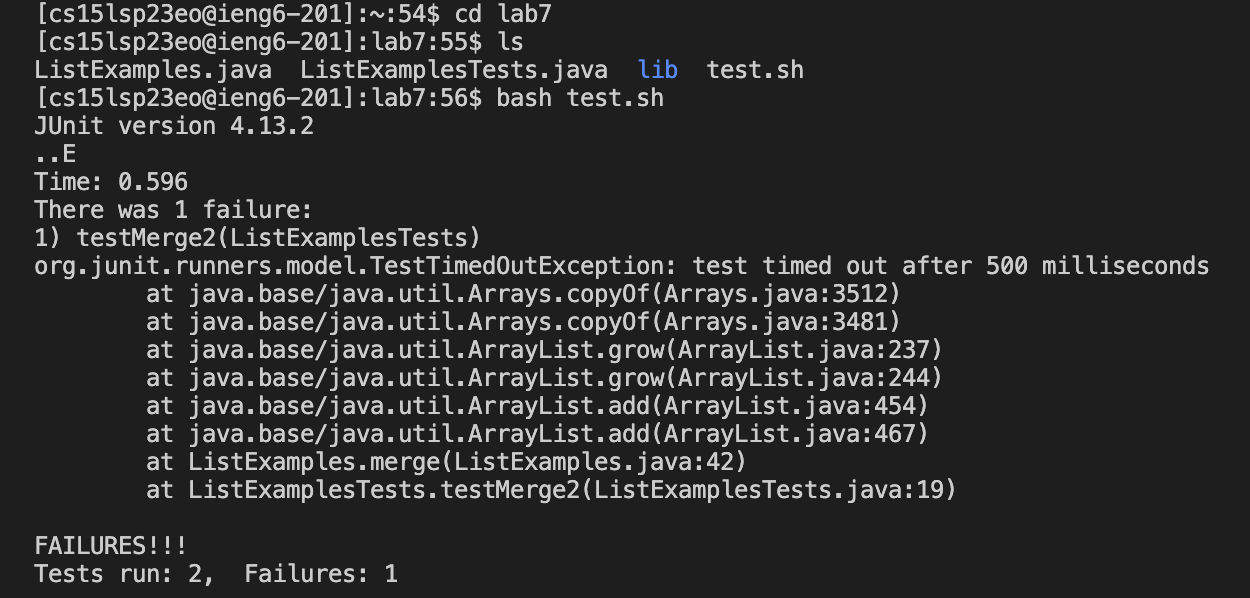 [cs15lsp23eo@ieng6-201]:~:54$ cd lab7
[cs15lsp23eo@ieng6-201]:lab7:55$ ls
ListExamples.java  ListExamplesTests.java  lib  test.sh
[cs15lsp23eo@ieng6-201]:lab7:56$ bash test.sh
JUnit version 4.13.2
..E
Time: 0.596
There was 1 failure:
1) testMerge2(ListExamplesTests)
org.junit.runners.model.TestTimedOutException: test timed out after 500 milliseconds
        at java.base/java.util.Arrays.copyOf(Arrays.java:3512)
        at java.base/java.util.Arrays.copyOf(Arrays.java:3481)
        at java.base/java.util.ArrayList.grow(ArrayList.java:237)
        at java.base/java.util.ArrayList.grow(ArrayList.java:244)
        at java.base/java.util.ArrayList.add(ArrayList.java:454)
        at java.base/java.util.ArrayList.add(ArrayList.java:467)
        at ListExamples.merge(ListExamples.java:42)
        at ListExamplesTests.testMerge2(ListExamplesTests.java:19)

FAILURES!!!
Tests run: 2,  Failures: 1